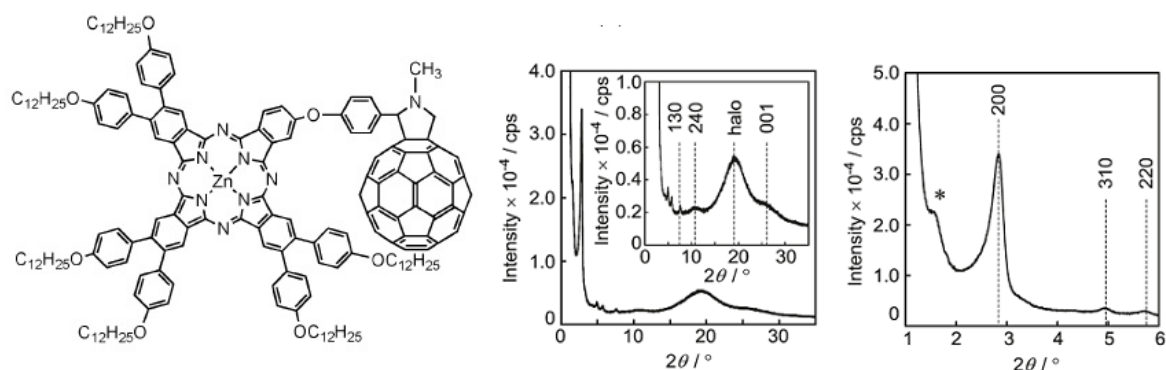 C12H25O
C12H25O
C12H25O
C12H25O
C12H25O
OC12H25
N
N
N
N
N
N
N
N
Zn
O
N
CH3
4.0
3.0
2.0
1.0
0
Intensity × 10⁻⁴ / cps
0
10
20
30
2θ / °
1.0
0.8
0.6
0.4
0.2
0
Intensity × 10⁻⁴ / cps
130
240
halo
001
0
10
20
30
2θ / °
5.0
4.0
3.0
2.0
1.0
0
Intensity × 10⁻⁴ / cps
*
200
310
220
1
2
3
4
5
6
2θ / °